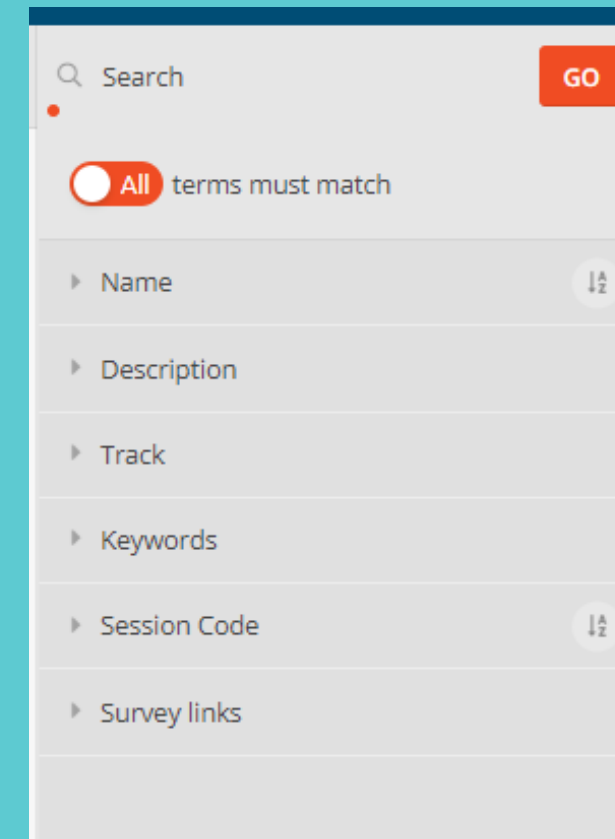 Search
GO
All terms must match
Name
Description
Track
Keywords
Session Code
Survey links